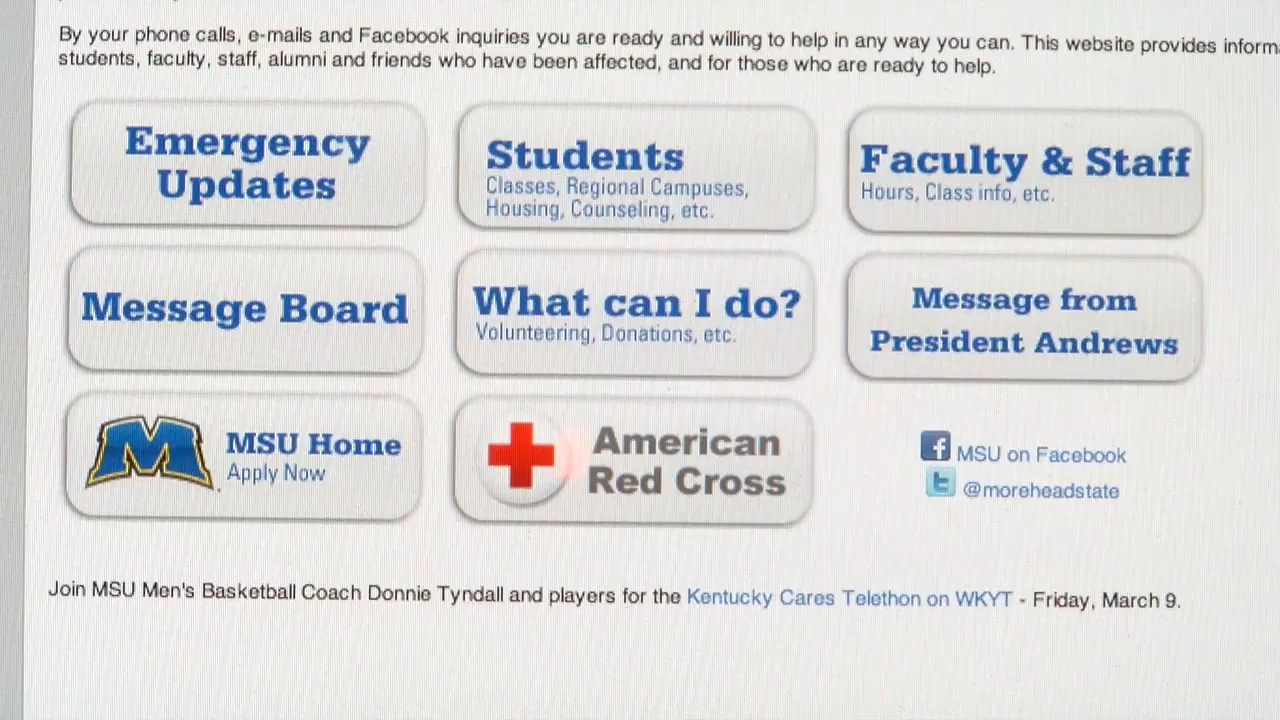 By your phone calls, e-mails and Facebook inquiries you are ready and willing to help in any way you can. This website provides inform
students, faculty, staff, alumni and friends who have been affected, and for those who are ready to help.
Emergency
Updates
Students
Classes, Regional Campuses,
Housing, Counseling, etc.
Faculty & Staff
Hours, Class info, etc.
Message Board
What can I do?
Volunteering, Donations, etc.
Message from
President Andrews
M
MSU Home
Apply Now
American
Red Cross
f MSU on Facebook
t @moreheadstate
Join MSU Men's Basketball Coach Donnie Tyndall and players for the Kentucky Cares Telethon on WKYT - Friday, March 9.